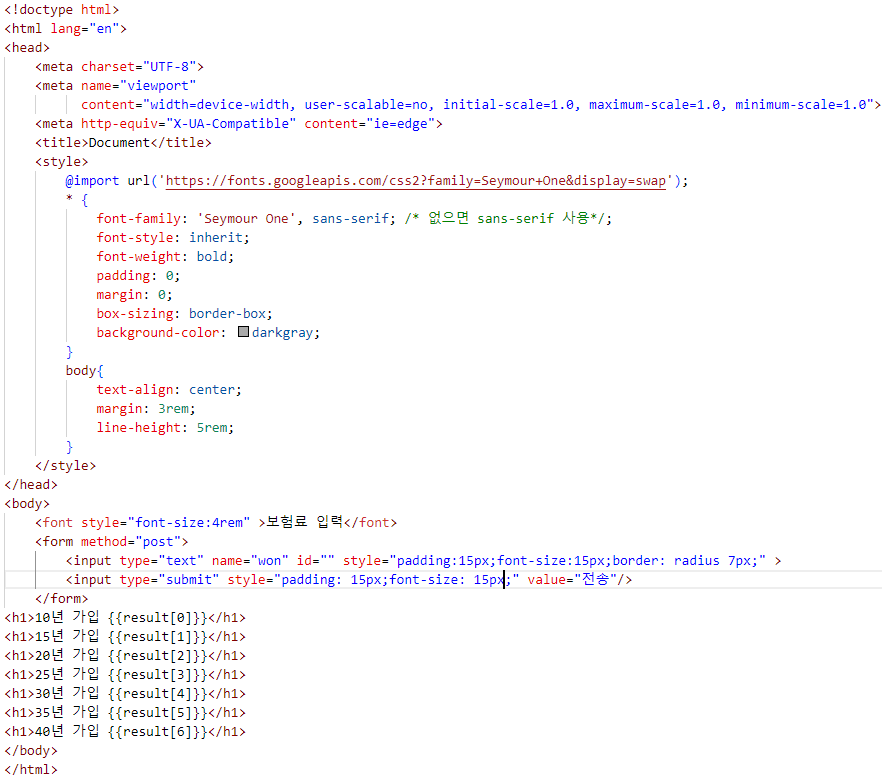 <!doctype html>
<html lang="en">
<head>
    <meta charset="UTF-8">
    <meta name="viewport"
          content="width=device-width, user-scalable=no, initial-scale=1.0, maximum-scale=1.0, minimum-scale=1.0">
    <meta http-equiv="X-UA-Compatible" content="ie=edge">
    <title>Document</title>
    <style>
        @import url('https://fonts.googleapis.com/css2?family=Seymour+One&display=swap');
        * {
            font-family: 'Seymour One', sans-serif; /* 없으면 sans-serif 사용*/;
            font-style: inherit;
            font-weight: bold;
            padding: 0;
            margin: 0;
            box-sizing: border-box;
            background-color: darkgray;
        }
        body{
            text-align: center;
            margin: 3rem;
            line-height: 5rem;
        }
    </style>
</head>
<body>
    <font style="font-size:4rem" >보험료 입력</font>
    <form method="post">
        <input type="text" name="won" id="" style="padding:15px;font-size:15px;border: radius 7px;" >
        <input type="submit" style="padding: 15px;font-size: 15px;" value="전송"/>
    </form>
<h1>10년 가입 {{result[0]}}</h1>
<h1>15년 가입 {{result[1]}}</h1>
<h1>20년 가입 {{result[2]}}</h1>
<h1>25년 가입 {{result[3]}}</h1>
<h1>30년 가입 {{result[4]}}</h1>
<h1>35년 가입 {{result[5]}}</h1>
<h1>40년 가입 {{result[6]}}</h1>
</body>
</html>